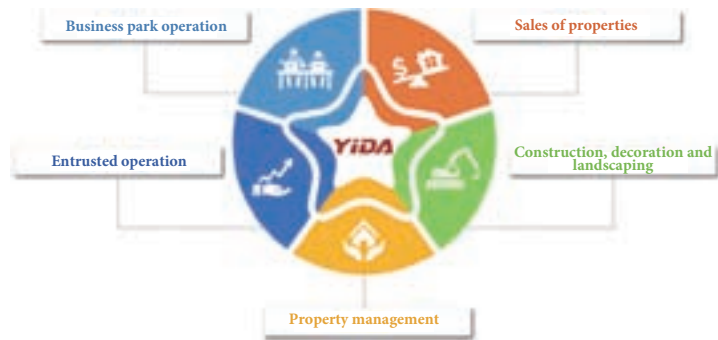 Business park operation
Sales of properties
YiDA
Entrusted operation
Construction, decoration and
landscaping
Property management